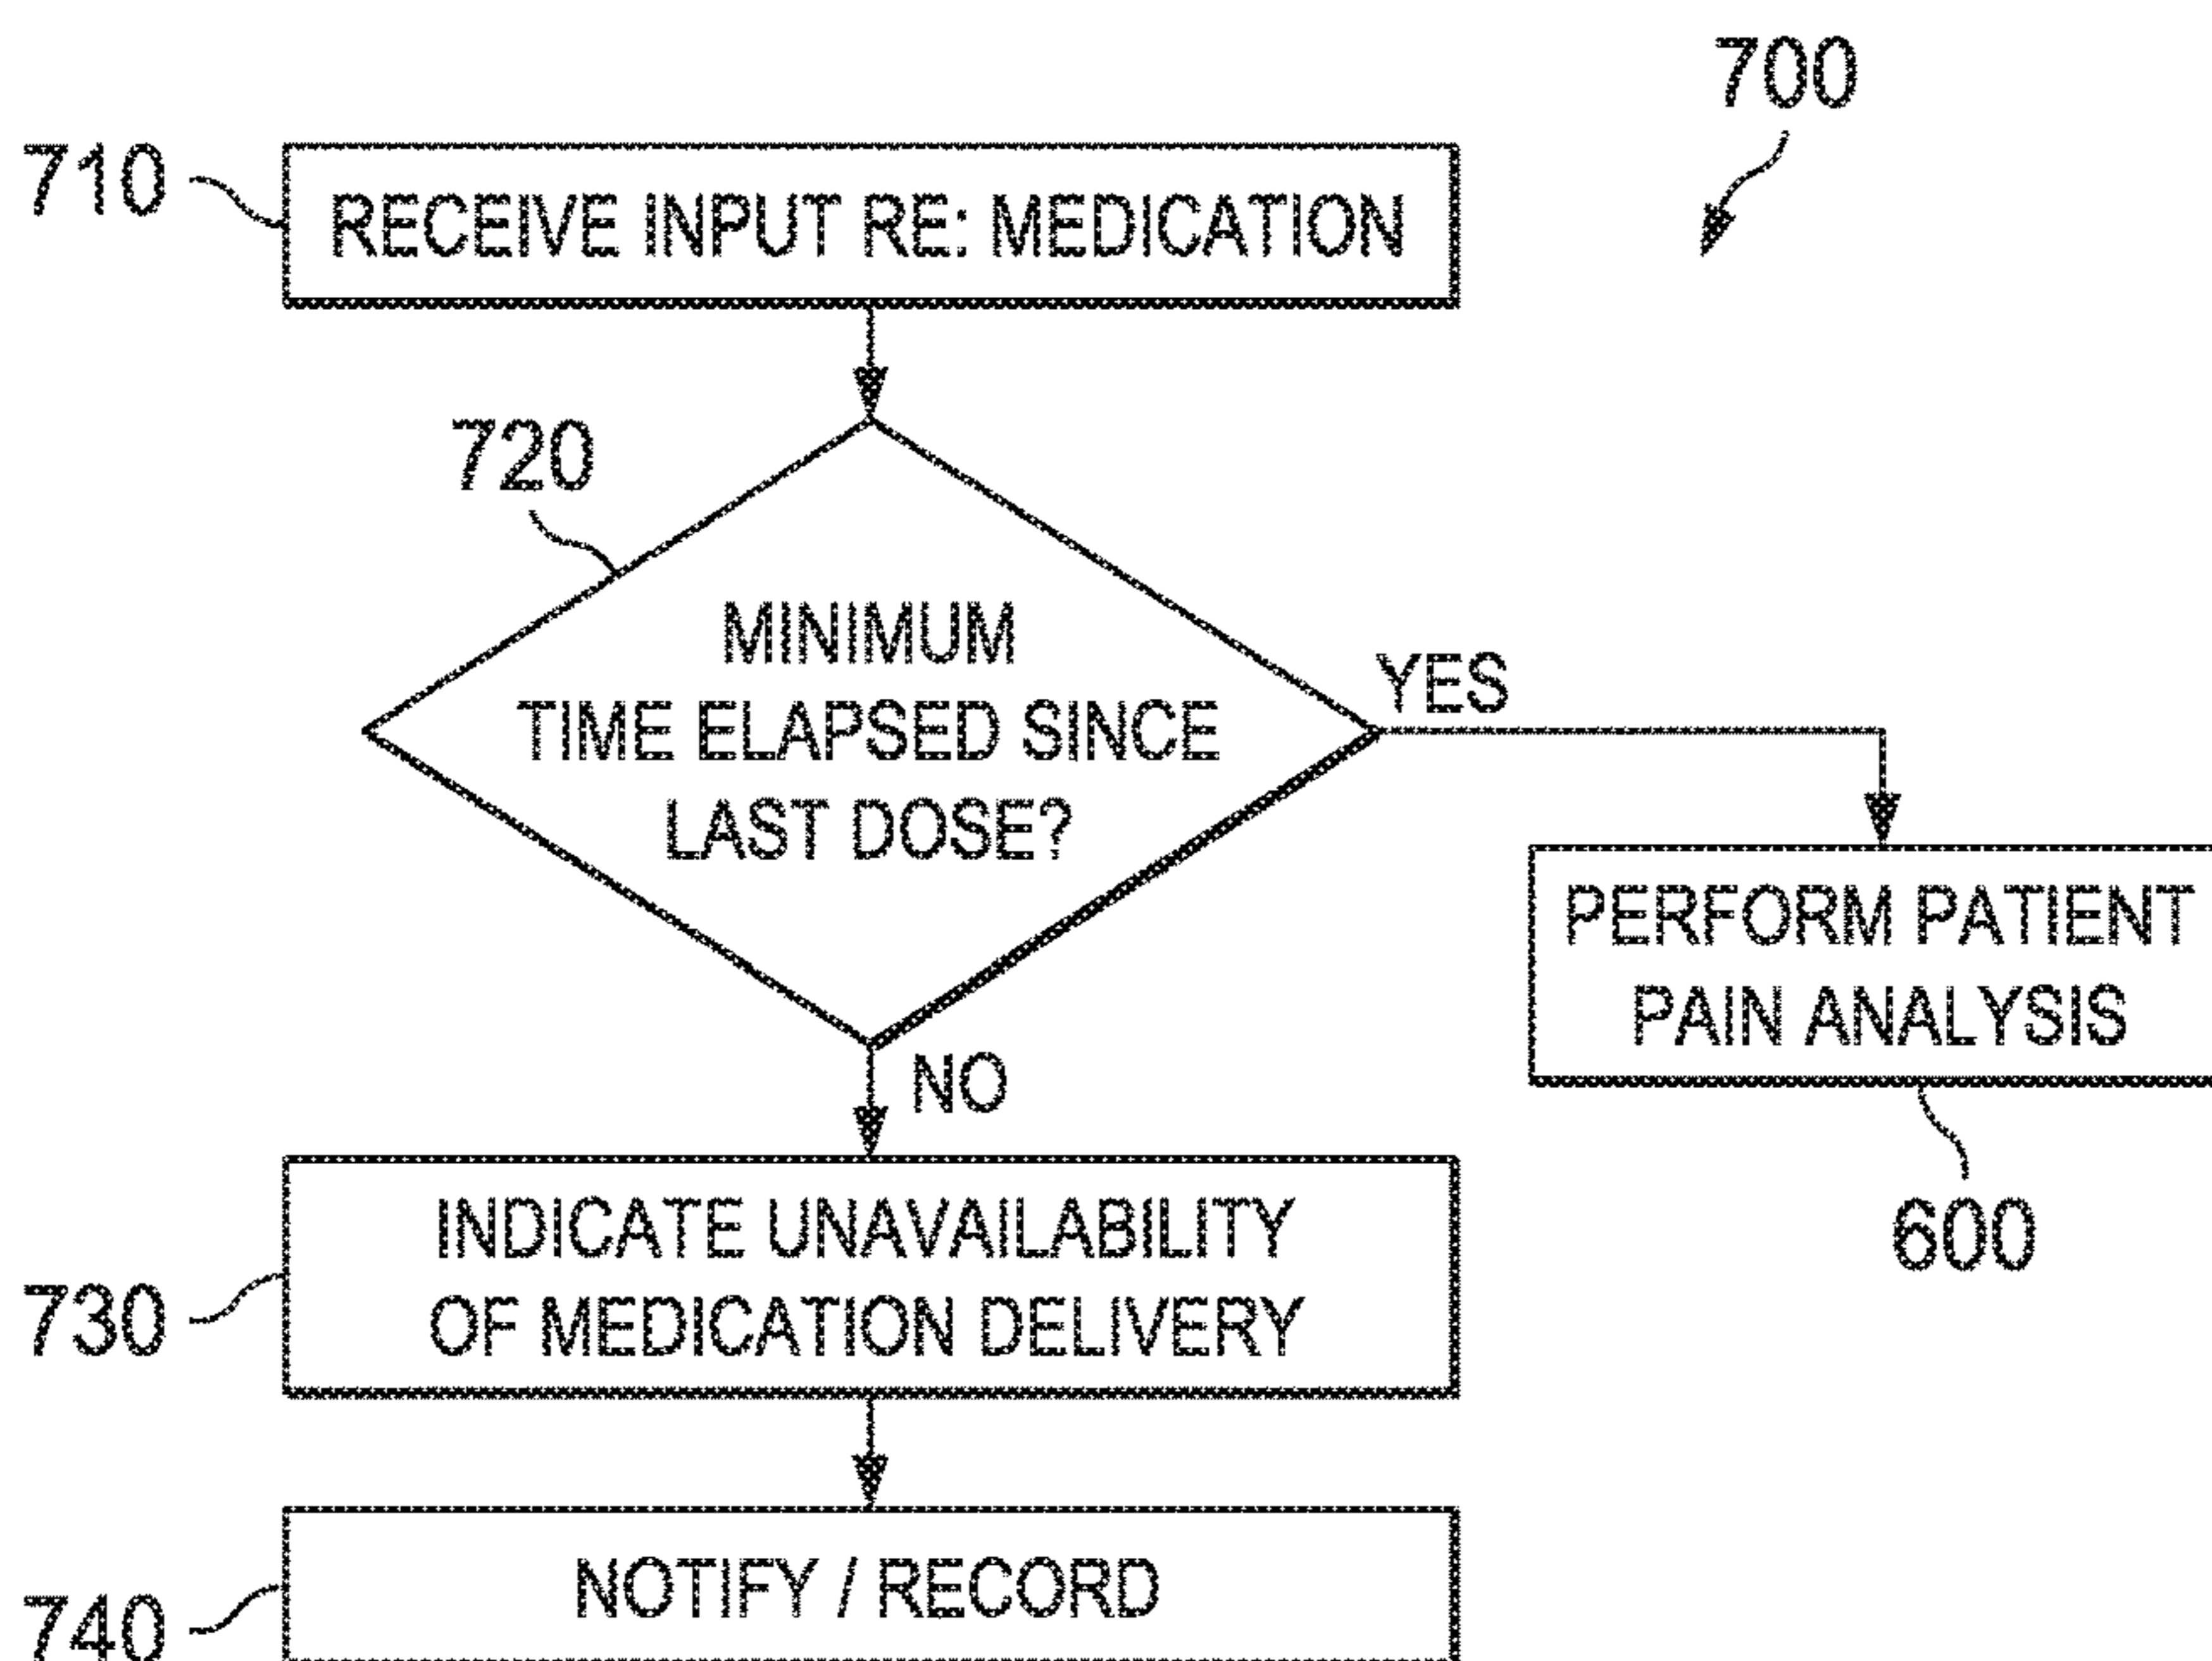 700
710
RECEIVE INPUT RE: MEDICATION
720
MINIMUM
TIME ELAPSED SINCE
LAST DOSE?
YES
PERFORM PATIENT
PAIN ANALYSIS
600
NO
730
INDICATE UNAVAILABILITY
OF MEDICATION DELIVERY
740
NOTIFY / RECORD